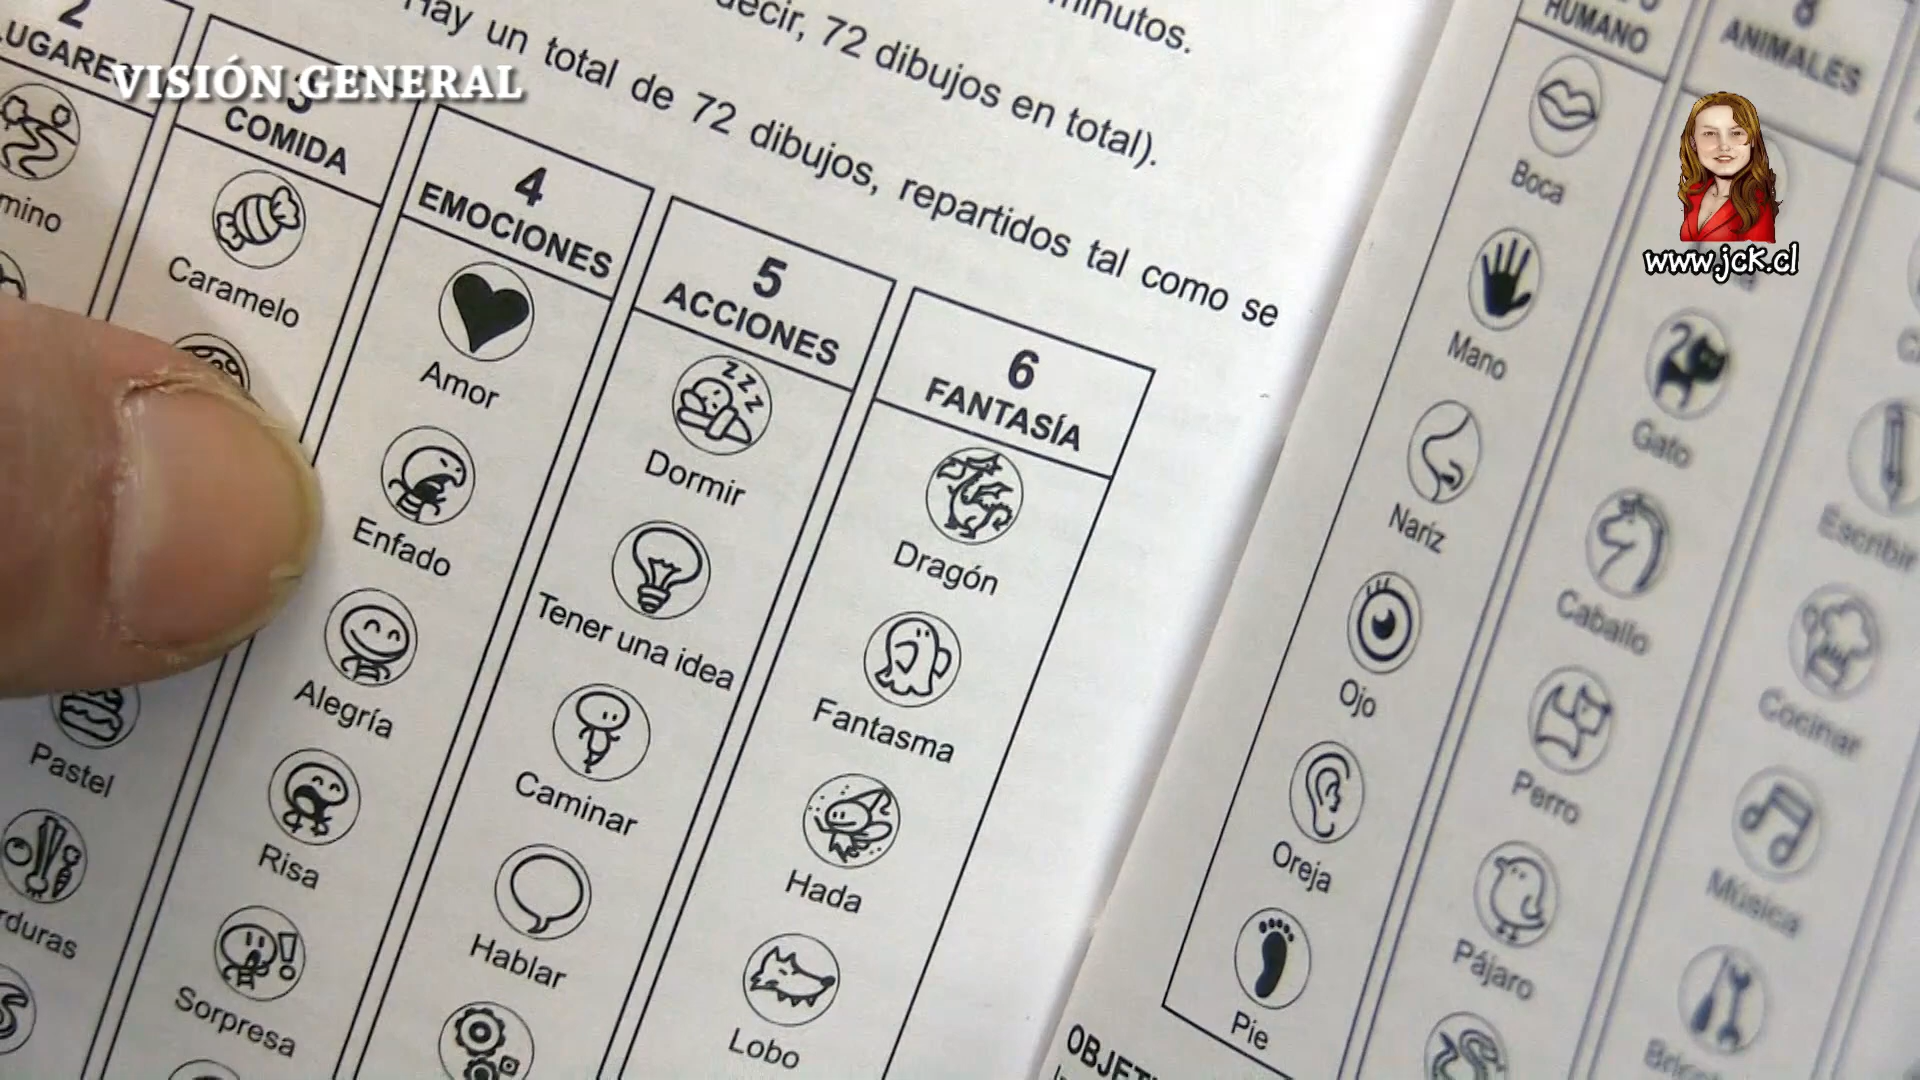 VISIÓN GENERAL
decir, 72 dibujos en total).
Hay un total de 72 dibujos, repartidos tal como se
minutos.
2
3
COMIDA
Caramelo
Pastel
4
EMOCIONES
Amor
Enfado
Alegría
Risa
Sorpresa
5
ACCIONES
Dormir
Tener una idea
Caminar
Hablar
6
FANTASÍA
Dragón
Fantasma
Hada
Lobo
HUMANO
Boca
Mano
Naríz
Ojo
Oreja
Pie
8
ANIMALES
Gato
Caballo
Perro
Pájaro
Escribir
Cocinar
Música
www.jck.cl